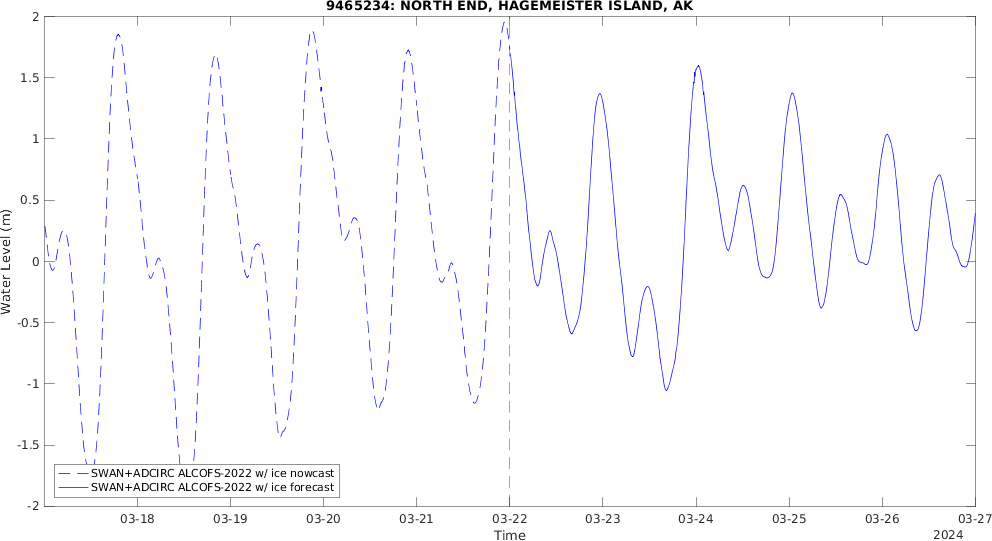 9465234: NORTH END, HAGEMEISTER ISLAND, AK
2
1.5
1
0.5
0
-0.5
-1
-1.5
-2
Water Level (m)
SWAN+ADCIRC ALCOFS-2022 w/ ice nowcast
SWAN+ADCIRC ALCOFS-2022 w/ ice forecast
03-18 03-19 03-20 03-21 03-22 03-23 03-24 03-25 03-26 03-27
Time
2024